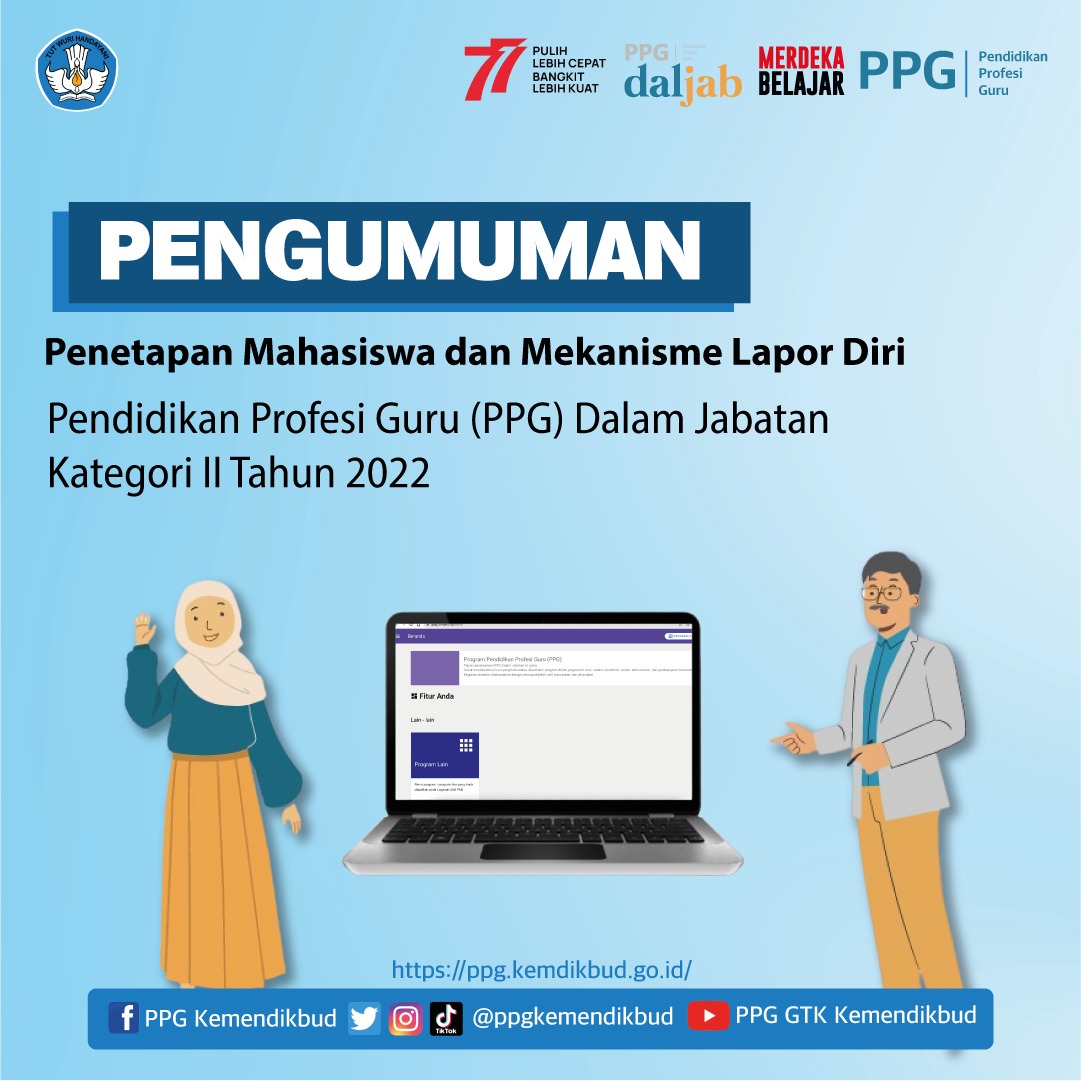 TUT WURI HANDAYANI
77
PULIH
LEBIH CEPAT
BANGKIT
LEBIH KUAT
PPG
daljab
MERDEKA
BELAJAR
PPG
Pendidikan
Profesi
Guru
PENGUMUMAN
Penetapan Mahasiswa dan Mekanisme Lapor Diri
Pendidikan Profesi Guru (PPG) Dalam Jabatan
Kategori II Tahun 2022
Beranda
Program Pendidikan Profesi Guru (PPG)
Fitur Anda
Lain - lain
Program Lain
https://ppg.kemdikbud.go.id/
PPG Kemendikbud
TikTok
@ppgkemendikbud
PPG GTK Kemendikbud